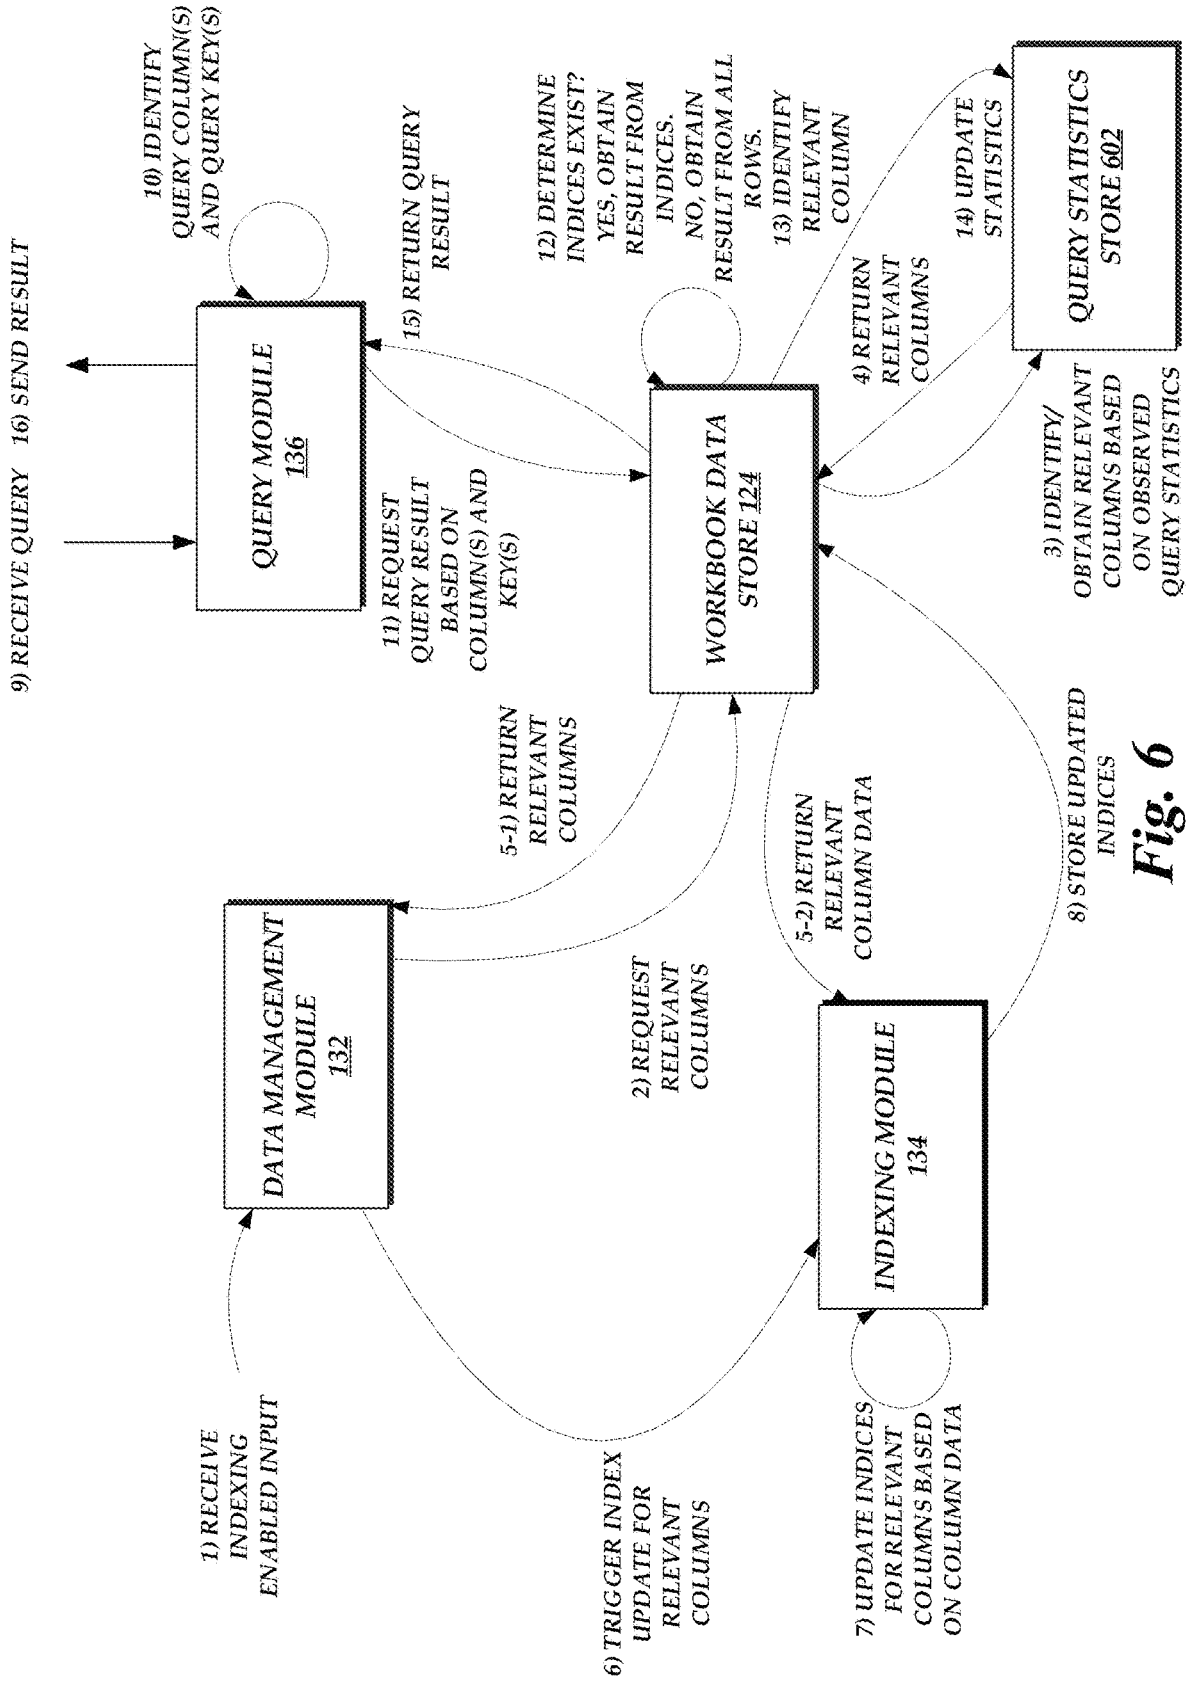 1) RECEIVE
INDEXING
ENABLED INPUT
DATA MANAGEMENT
MODULE
132
5-1) RETURN
RELEVANT
COLUMNS
2) REQUEST
RELEVANT
COLUMNS
6) TRIGGER INDEX
UPDATE FOR
RELEVANT
COLUMNS
7) UPDATE INDICES
FOR RELEVANT
COLUMNS BASED
ON COLUMN DATA
INDEXING MODULE
134
5-2) RETURN
RELEVANT
COLUMN DATA
8) STORE UPDATED
INDICES
9) RECEIVE QUERY
16) SEND RESULT
QUERY MODULE
136
10) IDENTIFY
QUERY COLUMN(S)
AND QUERY KEY(S)
11) REQUEST
QUERY RESULT
BASED ON
COLUMN(S) AND
KEY(S)
15) RETURN QUERY
RESULT
WORKBOOK DATA
STORE 124
12) DETERMINE
INDICES EXIST?
YES, OBTAIN
RESULT FROM
INDICES.
NO, OBTAIN
RESULT FROM ALL
ROWS.
13) IDENTIFY
RELEVANT
COLUMN
4) RETURN
RELEVANT
COLUMNS
14) UPDATE
STATISTICS
3) IDENTIFY/
OBTAIN RELEVANT
COLUMNS BASED
ON OBSERVED
QUERY STATISTICS
QUERY STATISTICS
STORE 602
Fig. 6